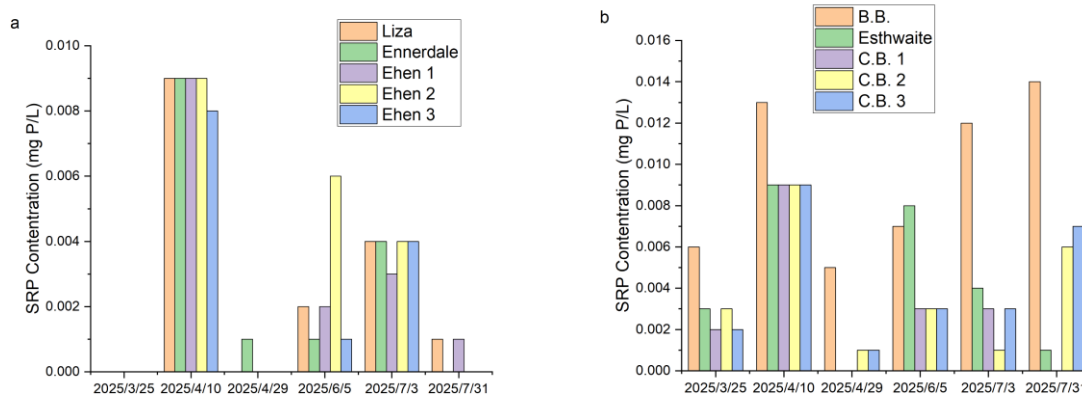 a
Liza
Ennerdale
Ehen 1
Ehen 2
Ehen 3
SRP Concentration (mg P/L)
0.010
0.008
0.006
0.004
0.002
0.000
2025/3/25 2025/4/10 2025/4/29 2025/6/5 2025/7/3 2025/7/31
b
B.B.
Esthwaite
C.B. 1
C.B. 2
C.B. 3
SRP Contentration (mg P/L)
0.016
0.014
0.012
0.010
0.008
0.006
0.004
0.002
0.000
2025/3/25 2025/4/10 2025/4/29 2025/6/5 2025/7/3 2025/7/31